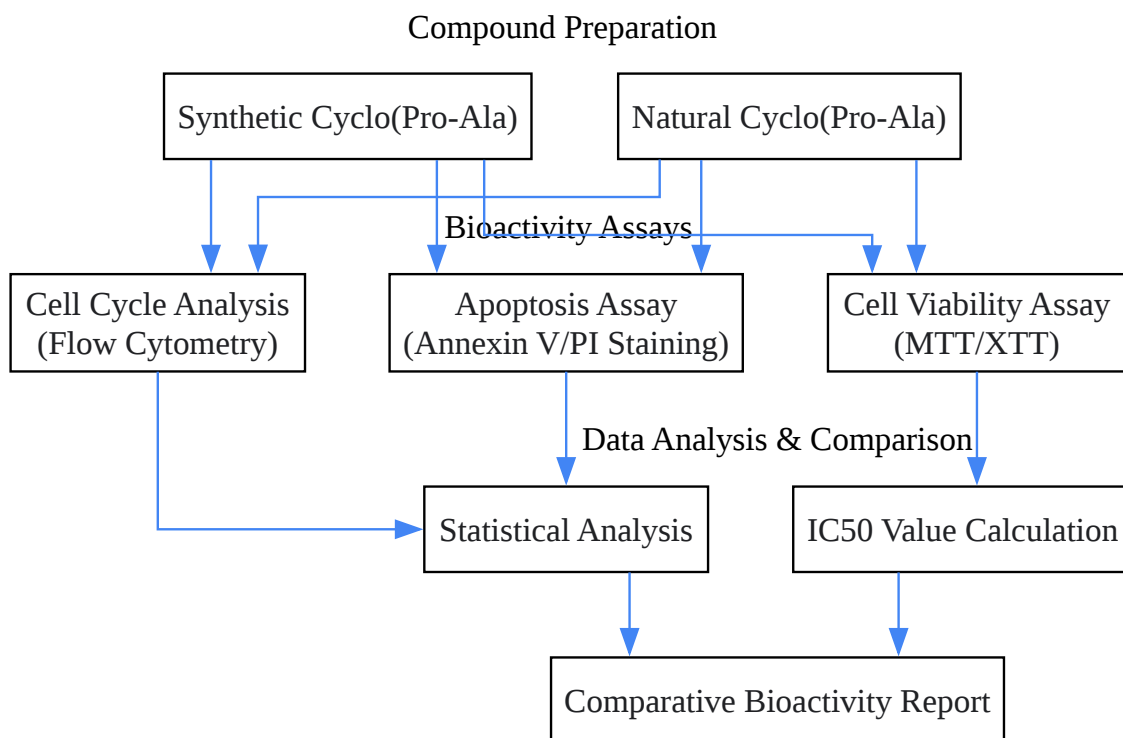 Compound Preparation
Synthetic Cyclo(Pro-Ala)
Natural Cyclo(Pro-Ala)
Bioactivity Assays
Cell Cycle Analysis
(Flow Cytometry)
Apoptosis Assay
(Annexin V/PI Staining)
Cell Viability Assay
(MTT/XTT)
Data Analysis & Comparison
Statistical Analysis
IC50 Value Calculation
Comparative Bioactivity Report